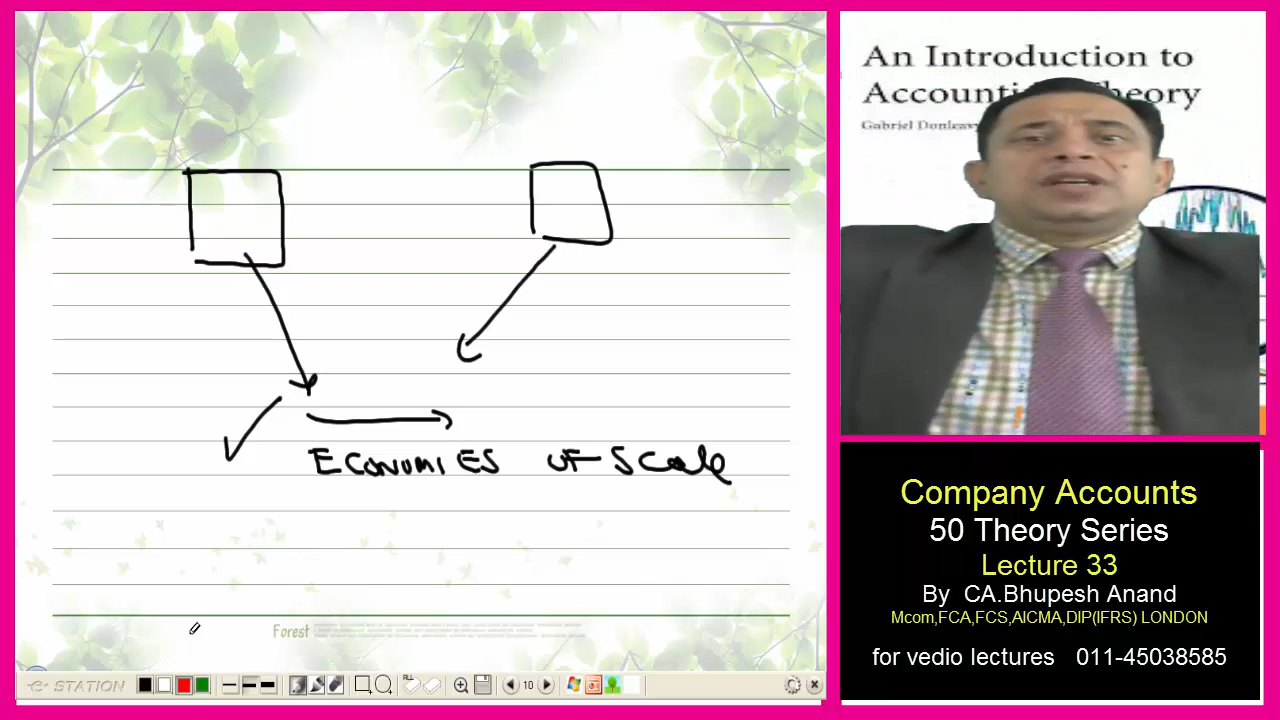 An Introduction to
Accounti Theory
Gabriel Donleav
ECONOMIES OF SCale
Forest
Company Accounts
50 Theory Series
Lecture 33
By CA.Bhupesh Anand
Mcom,FCA,FCS,AICMA,DIP(IFRS) LONDON
for vedio lectures 011-45038585
e-STATION
10